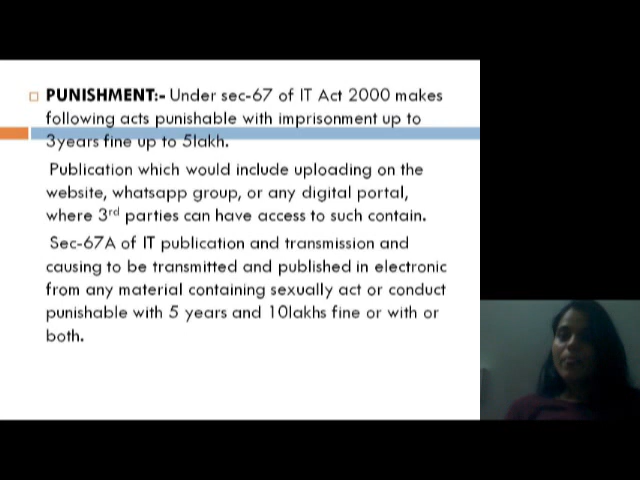 PUNISHMENT:- Under sec-67 of IT Act 2000 makes
following acts punishable with imprisonment up to
3years fine up to 5lakh.
Publication which would include uploading on the
website, whatsapp group, or any digital portal,
where 3rd parties can have access to such contain.
Sec-67A of IT publication and transmission and
causing to be transmitted and published in electronic
from any material containing sexually act or conduct
punishable with 5 years and 10lakhs fine or with or
both.